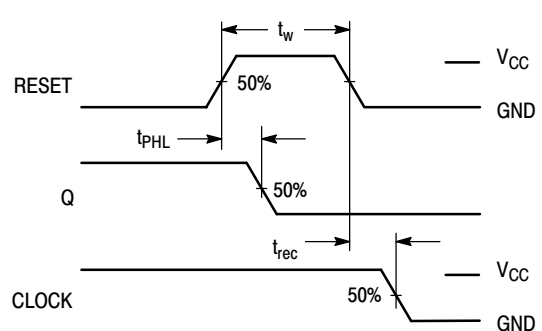 t_w
V_CC
RESET
50%
GND
t_PHL
50%
Q
t_rec
V_CC
50%
CLOCK
GND